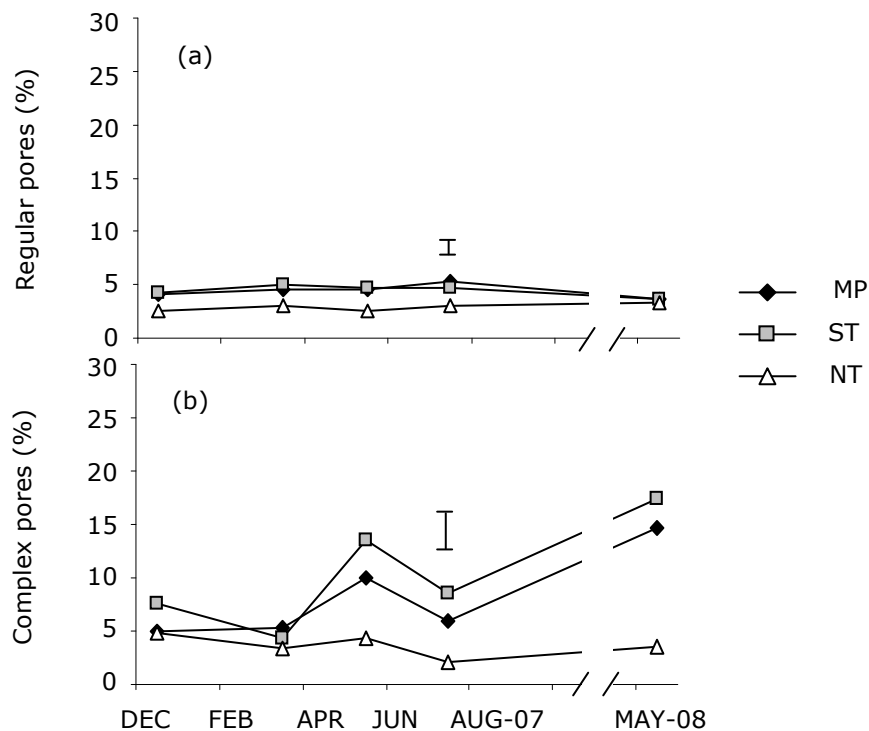 30
(a)
25
20
15
10
5
0
Regular pores (%)
MP
ST
NT
30
(b)
25
20
15
10
5
0
Complex pores (%)
DEC FEB APR JUN AUG-07 MAY-08